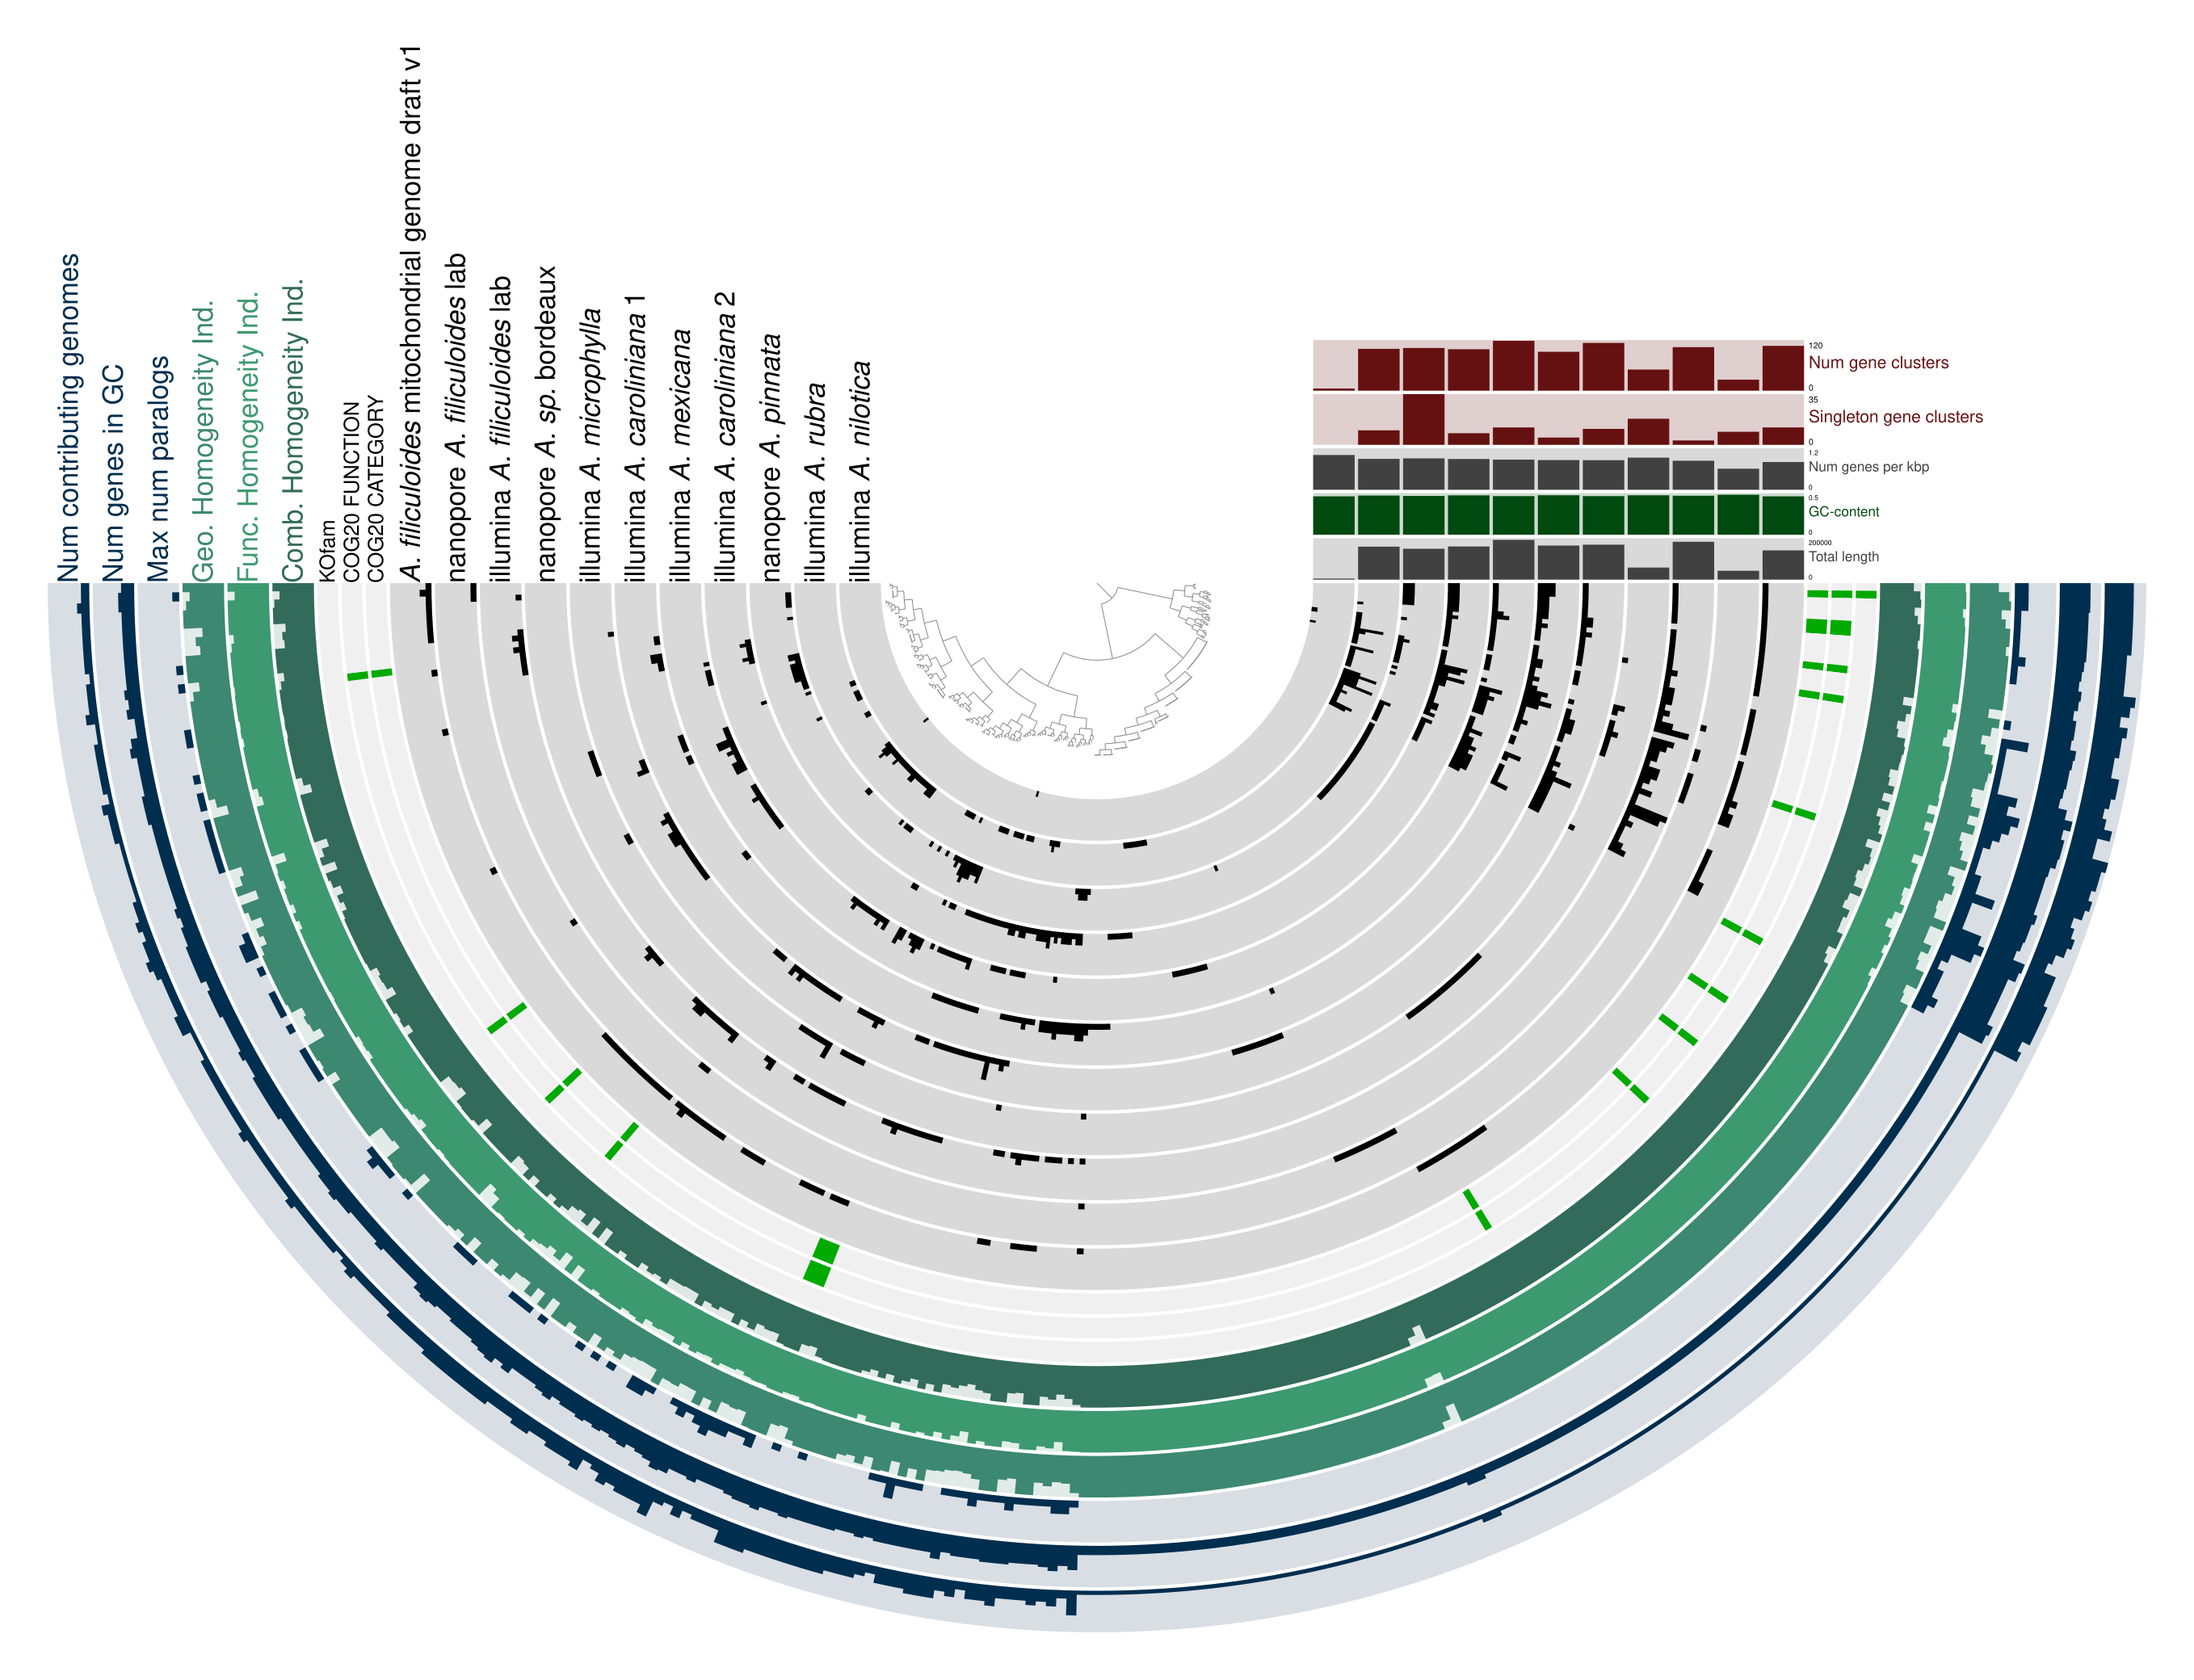 Num contributing genomes
Num genes in GC
Max num paralogs
Geo. Homogeneity Ind.
Func. Homogeneity Ind.
Comb. Homogeneity Ind.
KOfam
COG20 FUNCTION
COG20 CATEGORY
A. filiculoides mitochondrial genome draft v1
nanopore A. filiculoides lab
illumina A. filiculoides lab
nanopore A. sp. bordeaux
illumina A. microphylla
illumina A. caroliniana 1
illumina A. mexicana
illumina A. caroliniana 2
nanopore A. pinnata
illumina A. rubra
illumina A. nilotica
120
Num gene clusters
0
35
Singleton gene clusters
0
1.2
Num genes per kbp
0
0.5
GC-content
0
200000
Total length
0